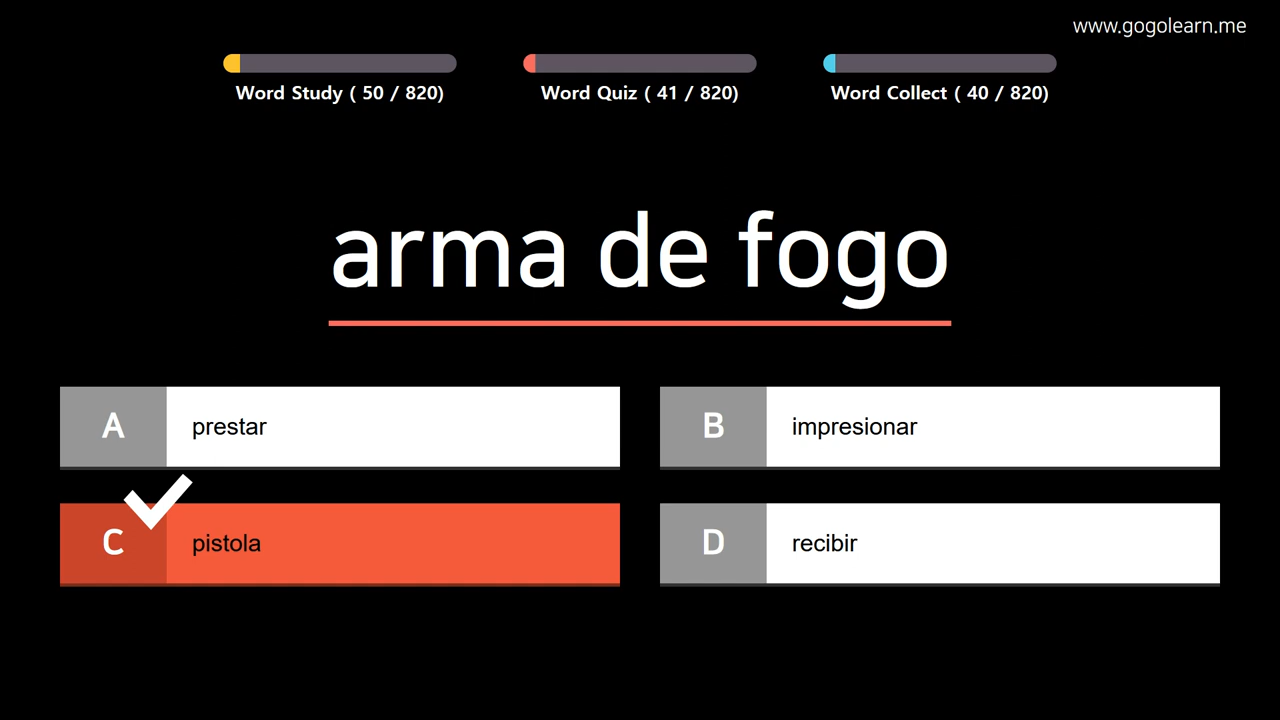 www.gogolearn.me
Word Study ( 50 / 820)
Word Quiz ( 41 / 820)
Word Collect ( 40 / 820)
arma de fogo
A prestar
B impresionar
C pistola
D recibir